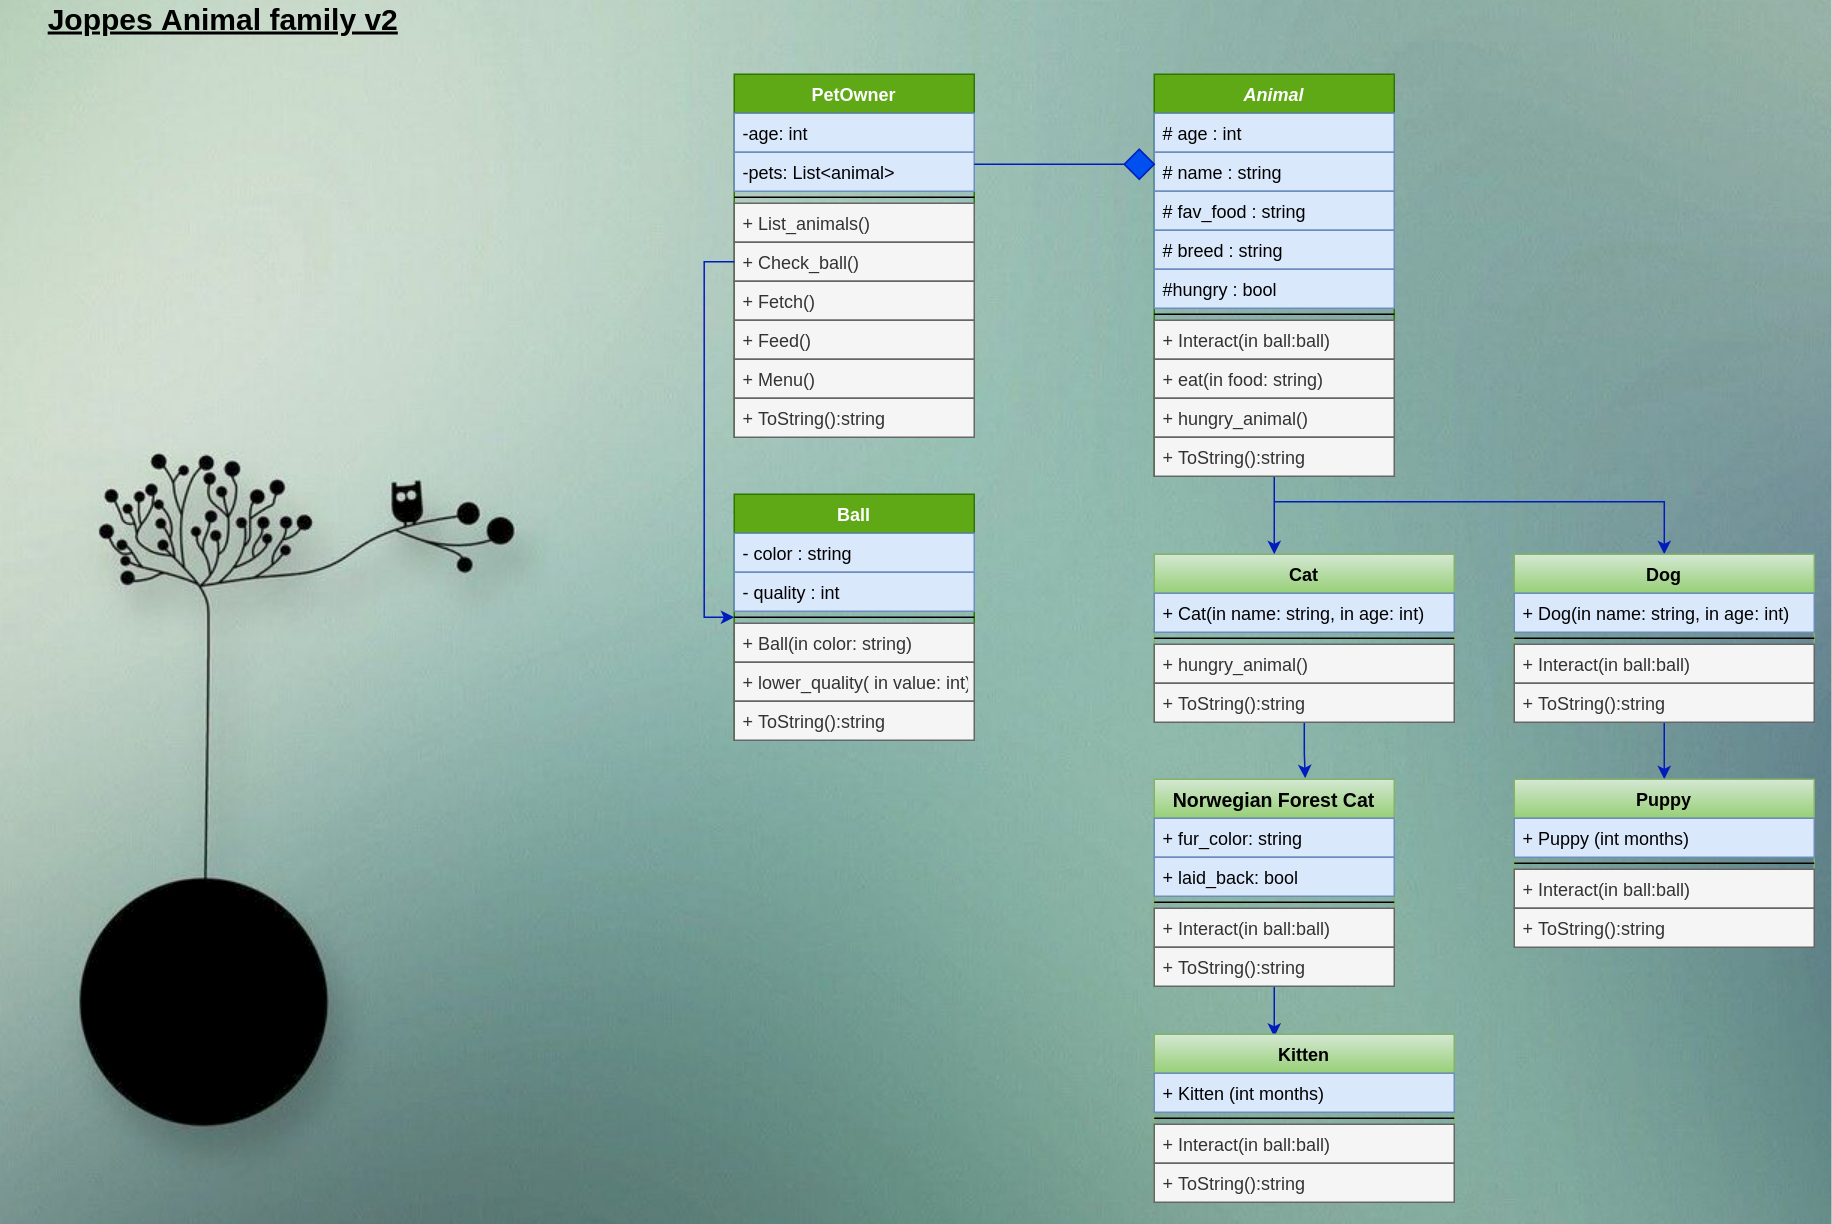 Joppes Animal family v2
PetOwner
-age: int
-pets: List<animal>
+ List_animals()
+ Check_ball()
+ Fetch()
+ Feed()
+ Menu()
+ ToString():string
Animal
# age : int
# name : string
# fav_food : string
# breed : string
#hungry : bool
+ Interact(in ball:ball)
+ eat(in food: string)
+ hungry_animal()
+ ToString():string
Ball
- color : string
- quality : int
+ Ball(in color: string)
+ lower_quality( in value: int)
+ ToString():string
Cat
+ Cat(in name: string, in age: int)
+ hungry_animal()
+ ToString():string
Dog
+ Dog(in name: string, in age: int)
+ Interact(in ball:ball)
+ ToString():string
Norwegian Forest Cat
+ fur_color: string
+ laid_back: bool
+ Interact(in ball:ball)
+ ToString():string
Puppy
+ Puppy (int months)
+ Interact(in ball:ball)
+ ToString():string
Kitten
+ Kitten (int months)
+ Interact(in ball:ball)
+ ToString():string